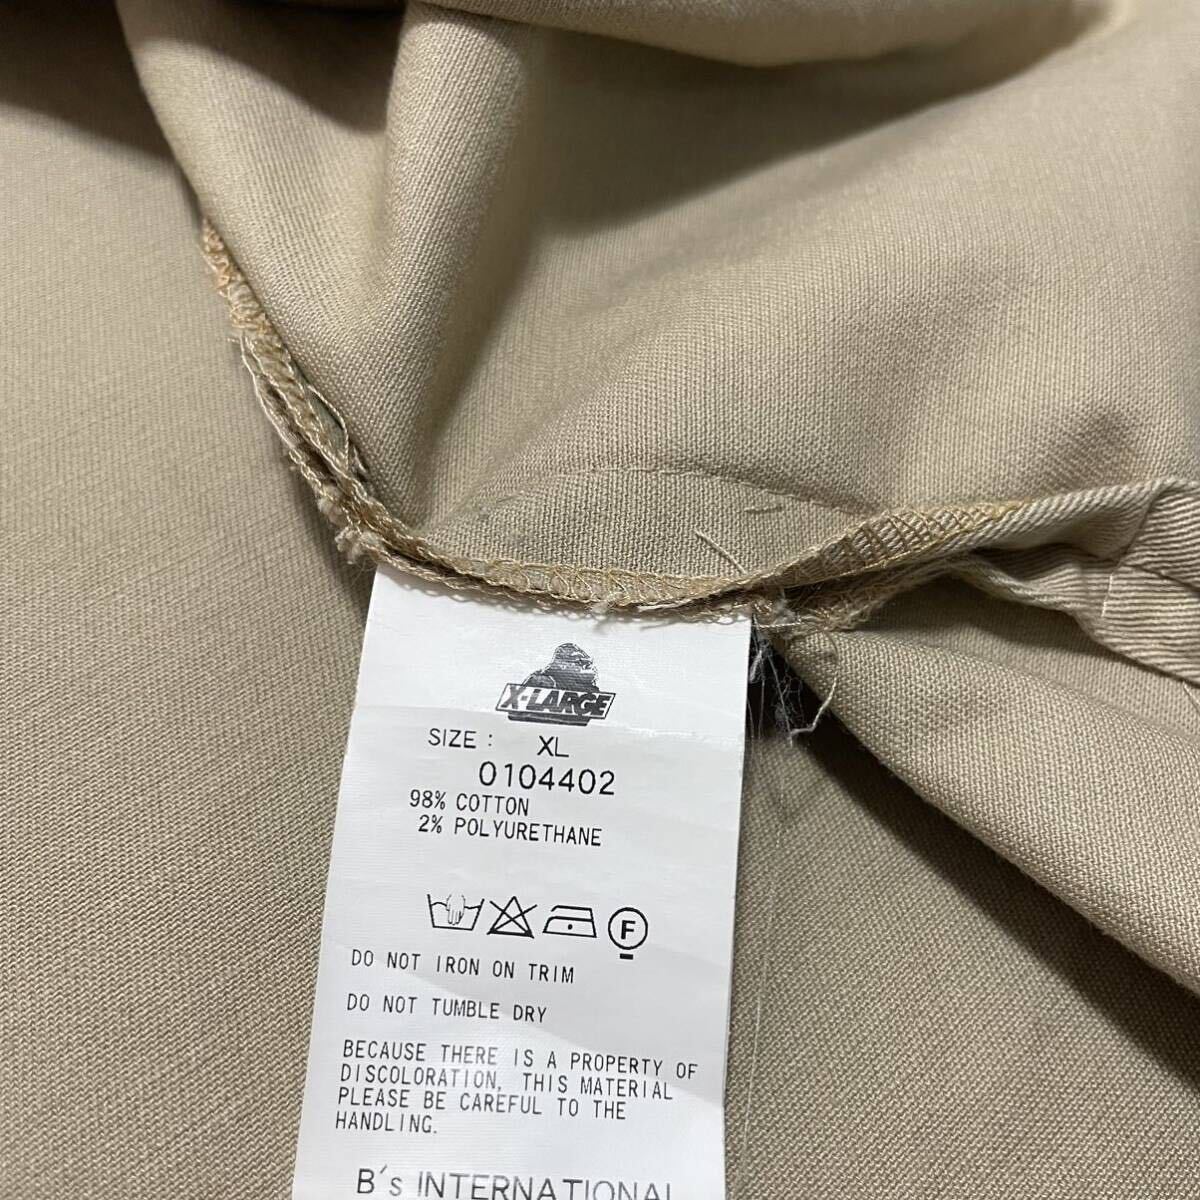 X-LARGE
SIZE : XL
0104402
98% COTTON
2% POLYURETHANE
F
DO NOT IRON ON TRIM
DO NOT TUMBLE DRY
BECAUSE THERE IS A PROPERTY OF
DISCOLORATION, THIS MATERIAL
PLEASE BE CAREFUL TO THE
HANDLING.
B's INTERNATIONAL